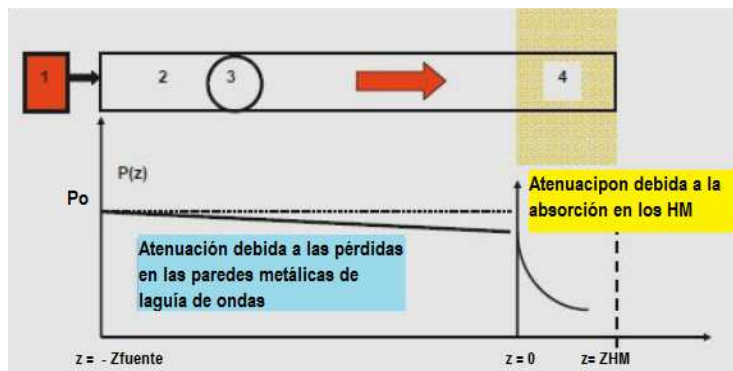 1
2
3
4
P(z)
Po
Atenuacipon debida a la
absorción en los HM
Atenuación debida a las pérdidas
en las paredes metálicas de
laguía de ondas
z = - Zfuente
z = 0
z= ZHM